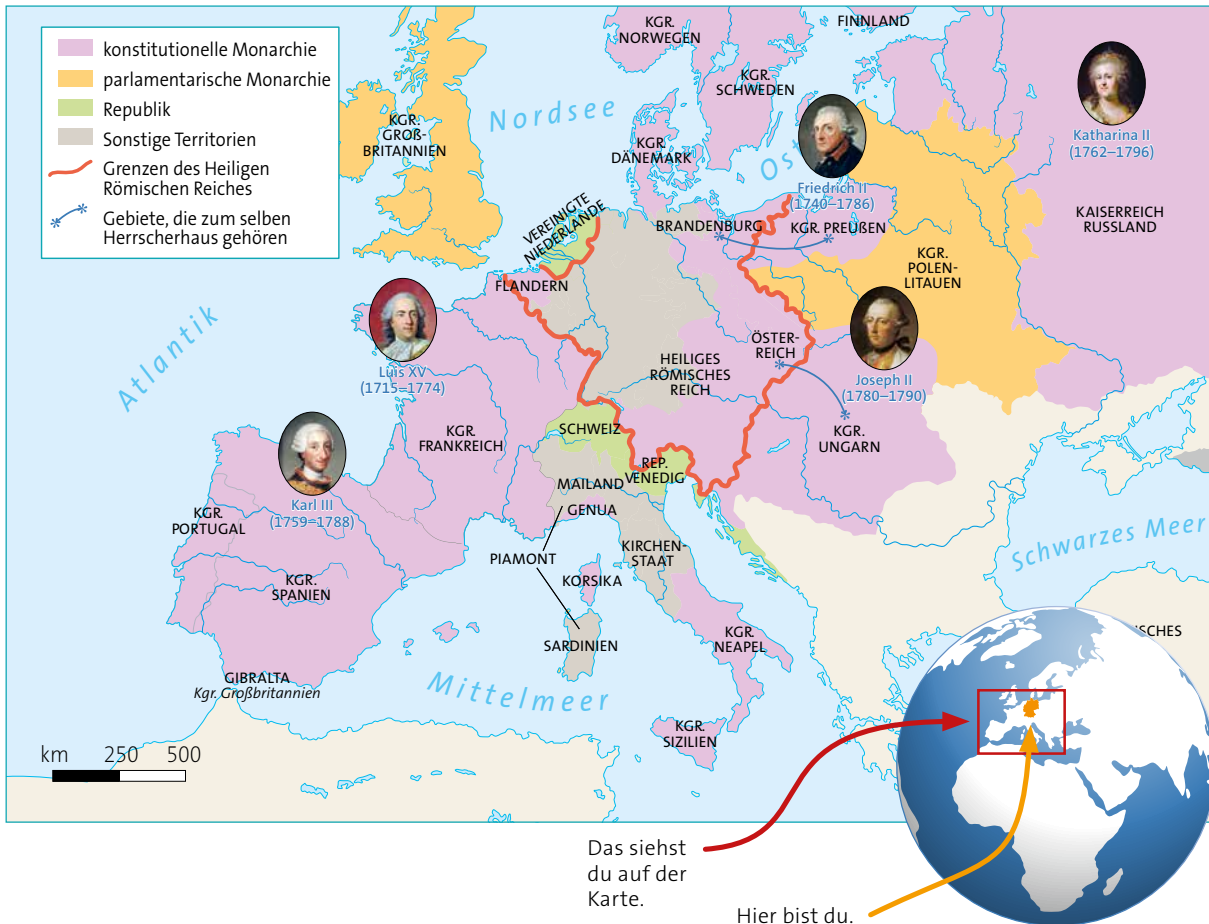 konstitutionelle Monarchie
parlamentarische Monarchie
Republik
Sonstige Territorien
Grenzen des Heiligen
Römischen Reiches
Gebiete, die zum selben
Herrscherhaus gehören
FINNLAND
KGR.
NORWEGEN
KGR.
SCHWEDEN
Nordsee
KGR.
GROß-
BRITANNIEN
KGR.
DÄNEMARK
Ost
Katharina II
(1762–1796)
Friedrich II
(1740–1786)
KAISERREICH
RUSSLAND
VEREINIGTE
NIEDERLANDE
BRANDENBURG
KGR. PREUßEN
KGR.
POLEN-
LITAUEN
FLANDERN
Atlantik
Luis XV
(1715–1774)
ÖSTER-
REICH
HEILIGES
RÖMISCHES
REICH
Joseph II
(1780–1790)
KGR.
FRANKREICH
SCHWEIZ
KGR.
UNGARN
REP.
VENEDIG
MAILAND
GENUA
Karl III
(1759–1788)
KGR.
PORTUGAL
PIAMONT
KIRCHEN-
STAAT
Schwarzes Meer
KORSIKA
KGR.
SPANIEN
SARDINIEN
KGR.
NEAPEL
ISCHES
GIBRALTA
Kgr. Großbritannien
Mittelmeer
KGR.
SIZILIEN
km 250 500
Das siehst
du auf der
Karte.
Hier bist du.